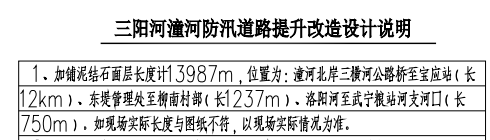 三阳河潼河防汛道路提升改造设计说明
1、加铺泥结石面层长度计13987m，位置为：潼河北岸三横河公路桥至宝应站（长
12km）、东堤管理处至柳南村部（长1237m）、洛阳河至武宁粮站河支河口（长
750m）。如现场实际长度与图纸不符，以现场实际情况为准。